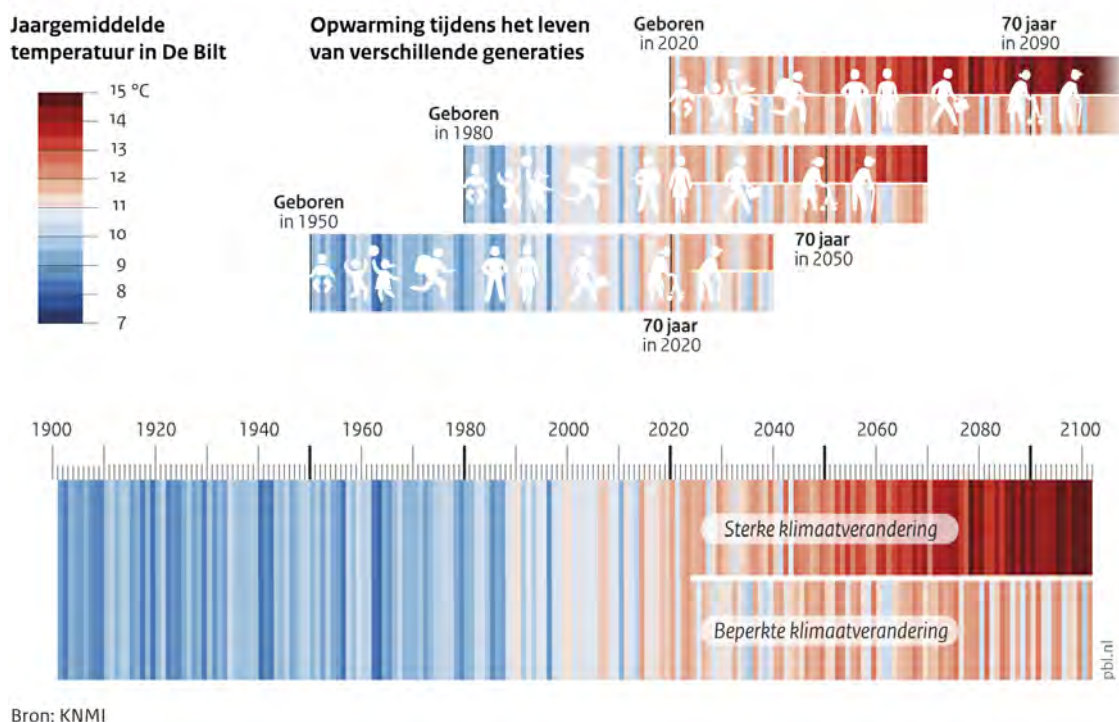 Jaargemiddelde
temperatuur in De Bilt
15 °C
14
13
12
11
10
9
8
7
Opwarming tijdens het leven
van verschillende generaties
Geboren
in 2020
70 jaar
in 2090
Geboren
in 1980
70 jaar
in 2050
Geboren
in 1950
70 jaar
in 2020
1900 1920 1940 1960 1980 2000 2020 2040 2060 2080 2100
Sterke klimaatverandering
Beperkte klimaatverandering
pbl.nl
Bron: KNMI